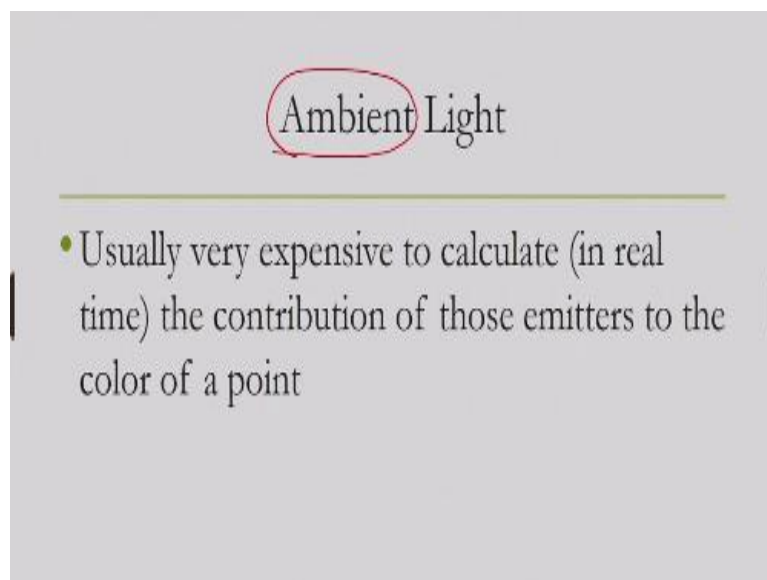 Ambient Light
• Usually very expensive to calculate (in real
time) the contribution of those emitters to the
color of a point